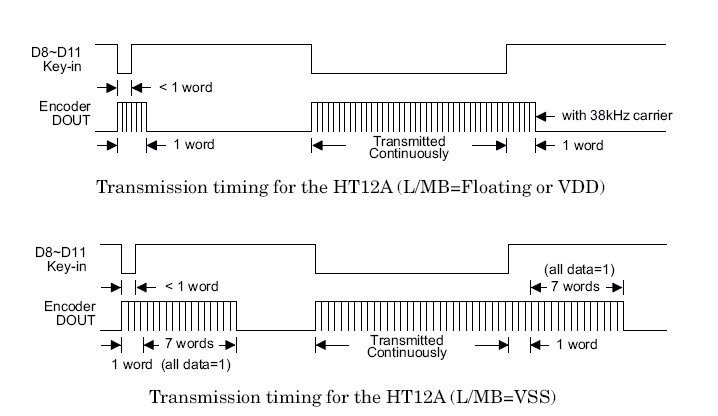 D8~D11
Key-in
< 1 word
Encoder
DOUT
with 38kHz carrier
1 word
Transmitted
Continuously
1 word
Transmission timing for the HT12A (L/MB=Floating or VDD)
D8~D11
Key-in
(all data=1)
< 1 word
7 words
Encoder
DOUT
7 words
Transmitted
Continuously
1 word
1 word (all data=1)
Transmission timing for the HT12A (L/MB=VSS)